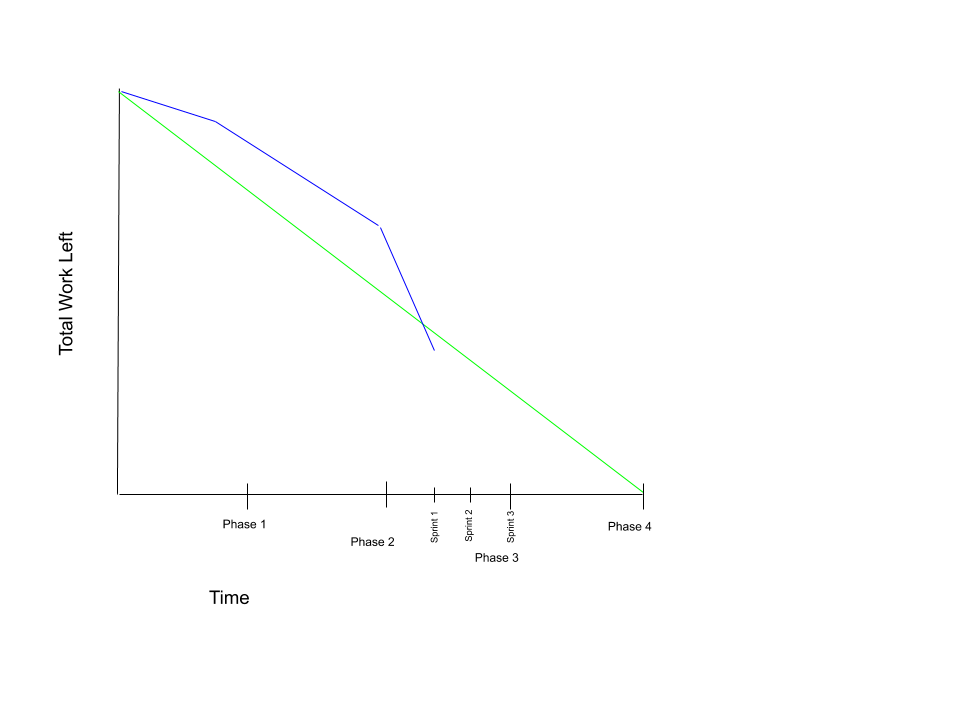 Total Work Left
Phase 1
Phase 2
Sprint 1
Sprint 2
Sprint 3
Phase 3
Phase 4
Time